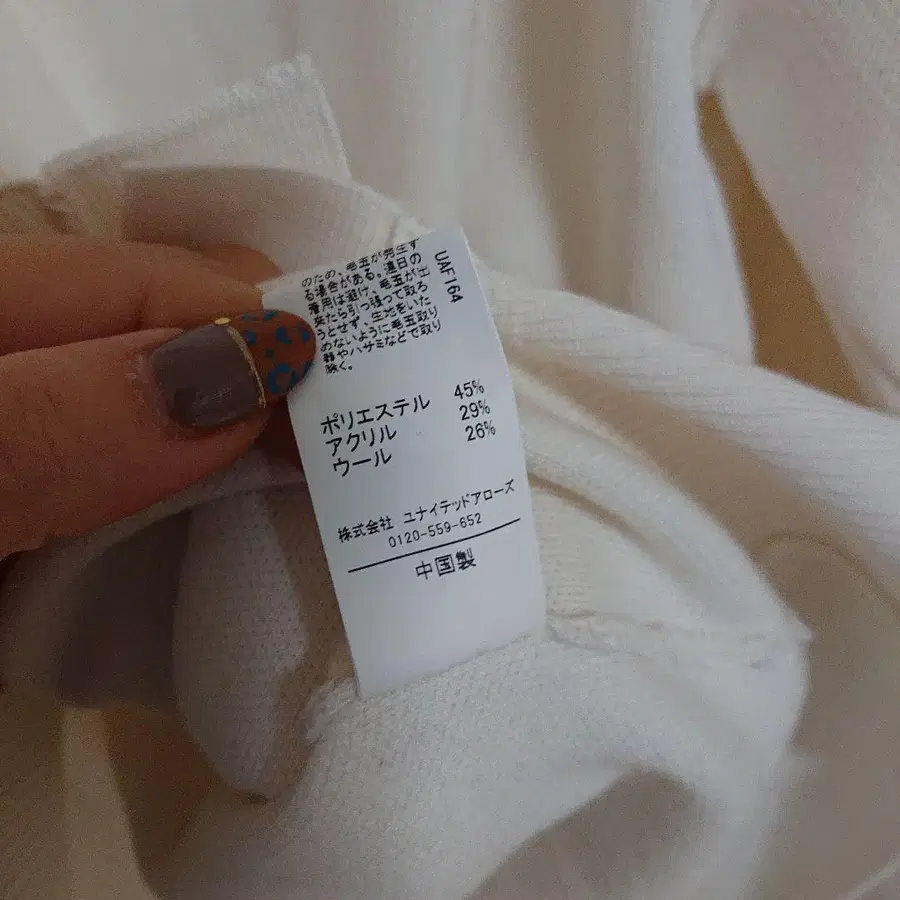 のため、毛玉が発生す
る場合がある。連日の
着用は避け、毛玉が出
来たら引っ張って取ろ
うとせず、生地をいた
めないように毛玉取り
器やハサミなどで取り
除く。
UAF164
ポリエステル 45%
アクリル 29%
ウール 26%
株式会社 ユナイテッドアローズ
0120-559-652
中国製